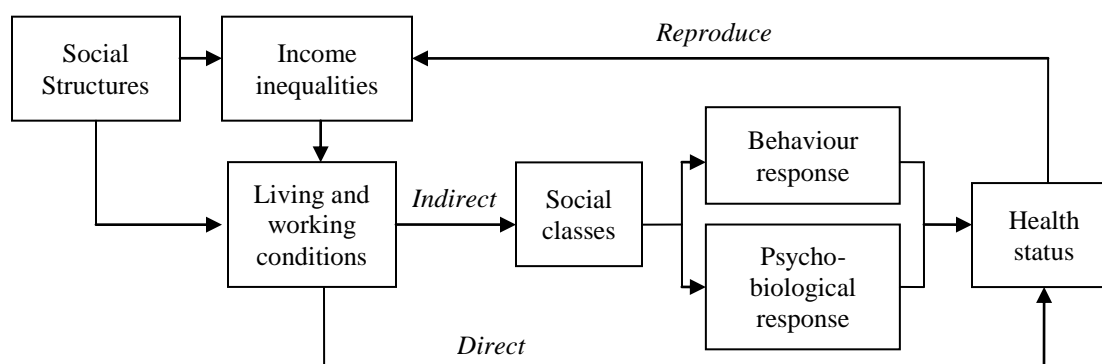 Social
Structures
Income
inequalities
Reproduce
Living and
working
conditions
Indirect
Social
classes
Behaviour
response
Psycho-
biological
response
Health
status
Direct